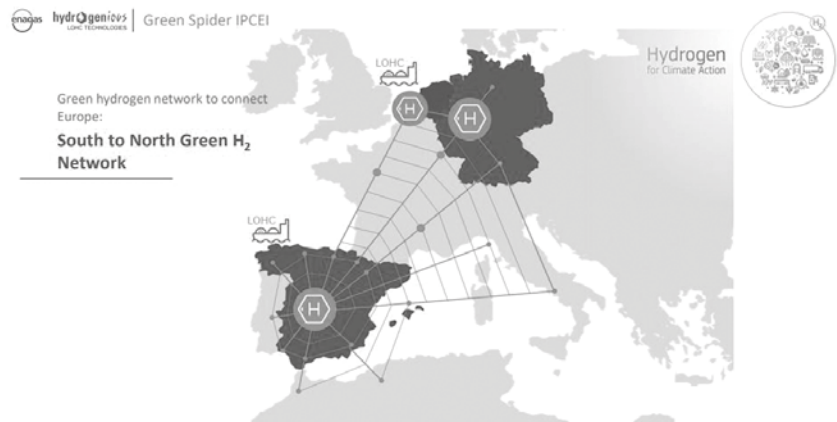 enagas
hydrogenious
LOHC TECHNOLOGIES
Green Spider IPCEI
Green hydrogen network to connect
Europe:
South to North Green H₂
Network
LOHC
H
H
Hydrogen
for Climate Action
H₂
LOHC
H